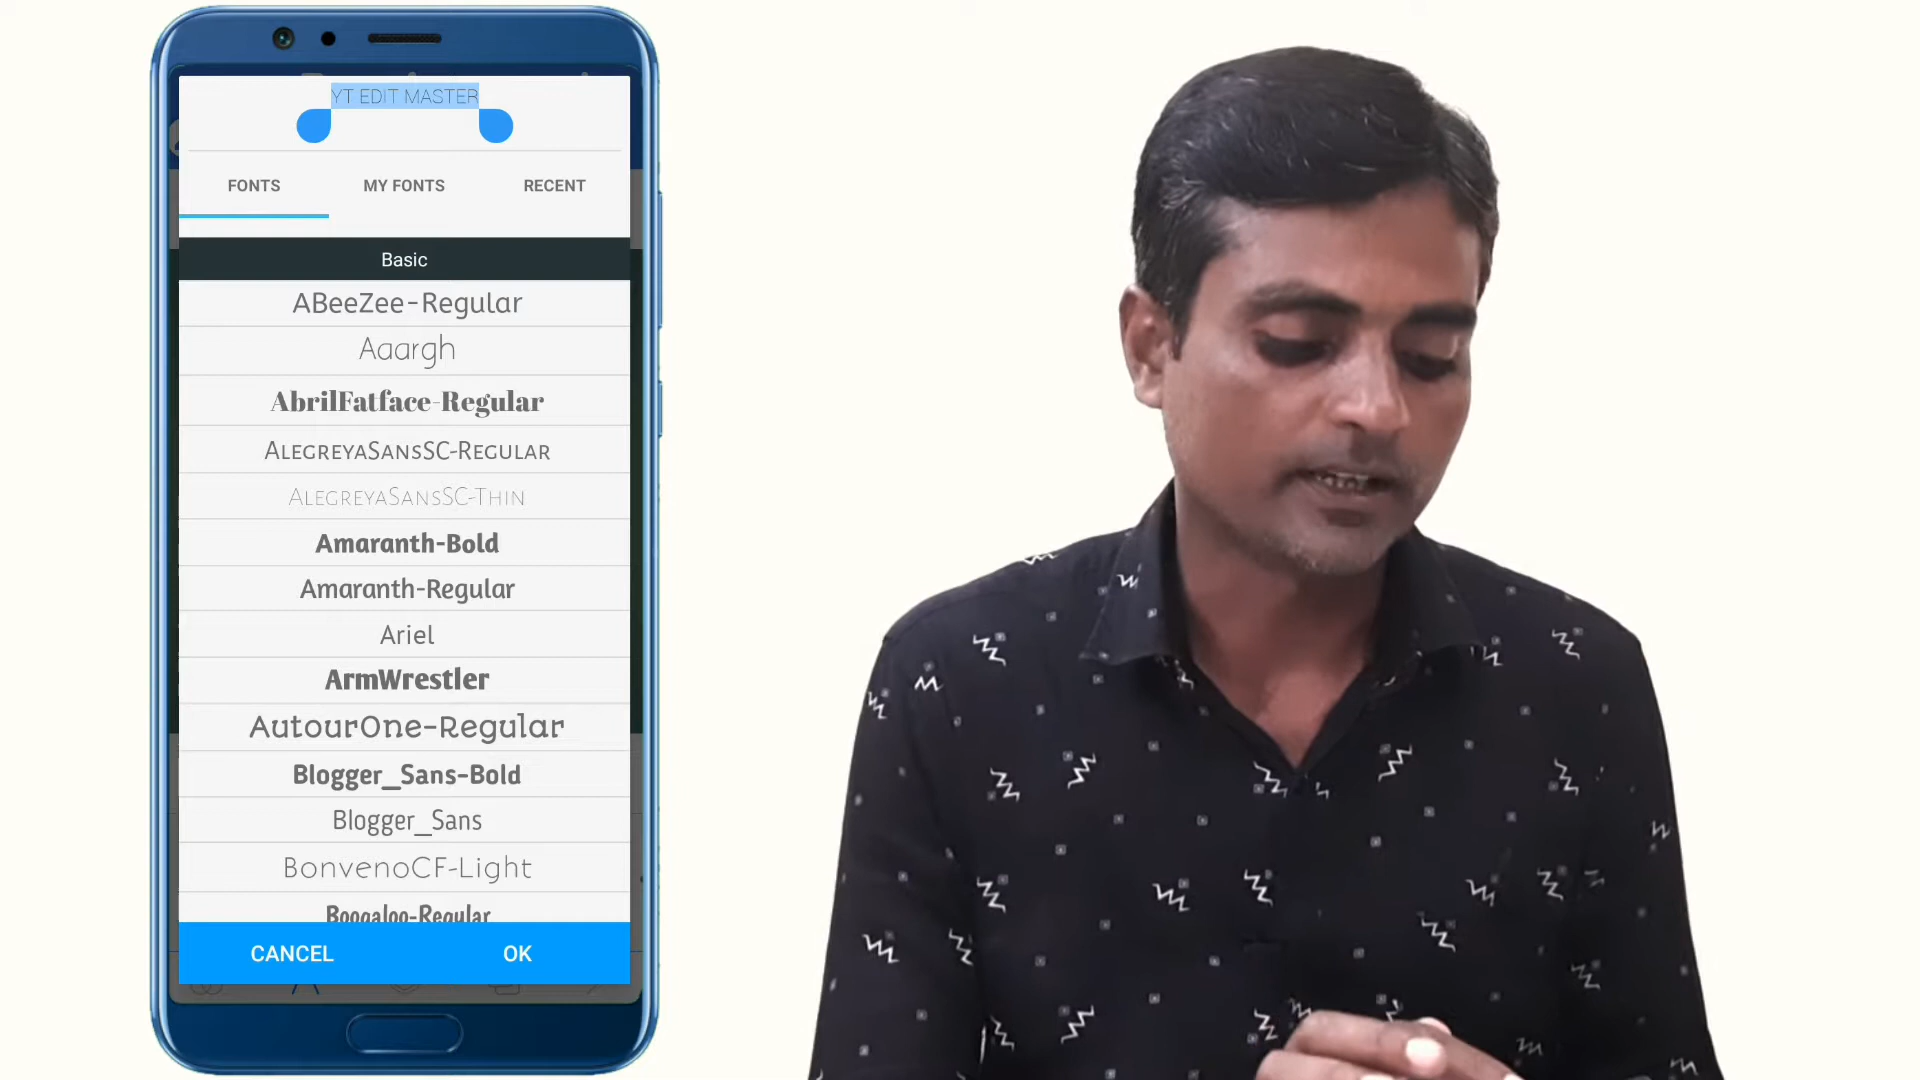 YT EDIT MASTER
FONTS MY FONTS RECENT
Basic
ABeeZee-Regular
Aaargh
AbrilFatface-Regular
AlegreyaSansSC-Regular
AlegreyaSansSC-Thin
Amaranth-Bold
Amaranth-Regular
Ariel
ArmWrestler
AutourOne-Regular
Blogger_Sans-Bold
Blogger_Sans
BonvenoCF-Light
Boogaloo-Regular
CANCEL OK